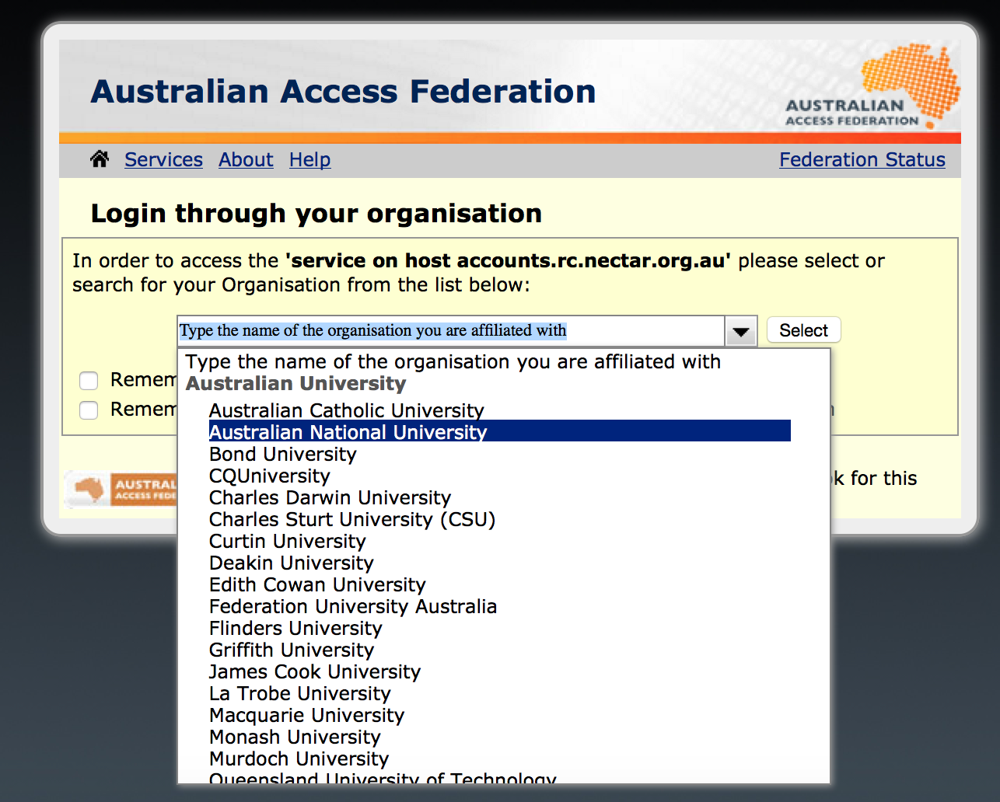 Australian Access Federation
AUSTRALIAN
ACCESS FEDERATION
Services About Help Federation Status
Login through your organisation
In order to access the 'service on host accounts.rc.nectar.org.au' please select or
search for your Organisation from the list below:
Type the name of the organisation you are affiliated with
Select
Type the name of the organisation you are affiliated with
Australian University
Australian Catholic University
Australian National University
Bond University
CQUniversity
Charles Darwin University
Charles Sturt University (CSU)
Curtin University
Deakin University
Edith Cowan University
Federation University Australia
Flinders University
Griffith University
James Cook University
La Trobe University
Macquarie University
Monash University
Murdoch University
Queensland University of Technology
Remem
Remem
AUSTRAL
ACCESS FEDE
k for this